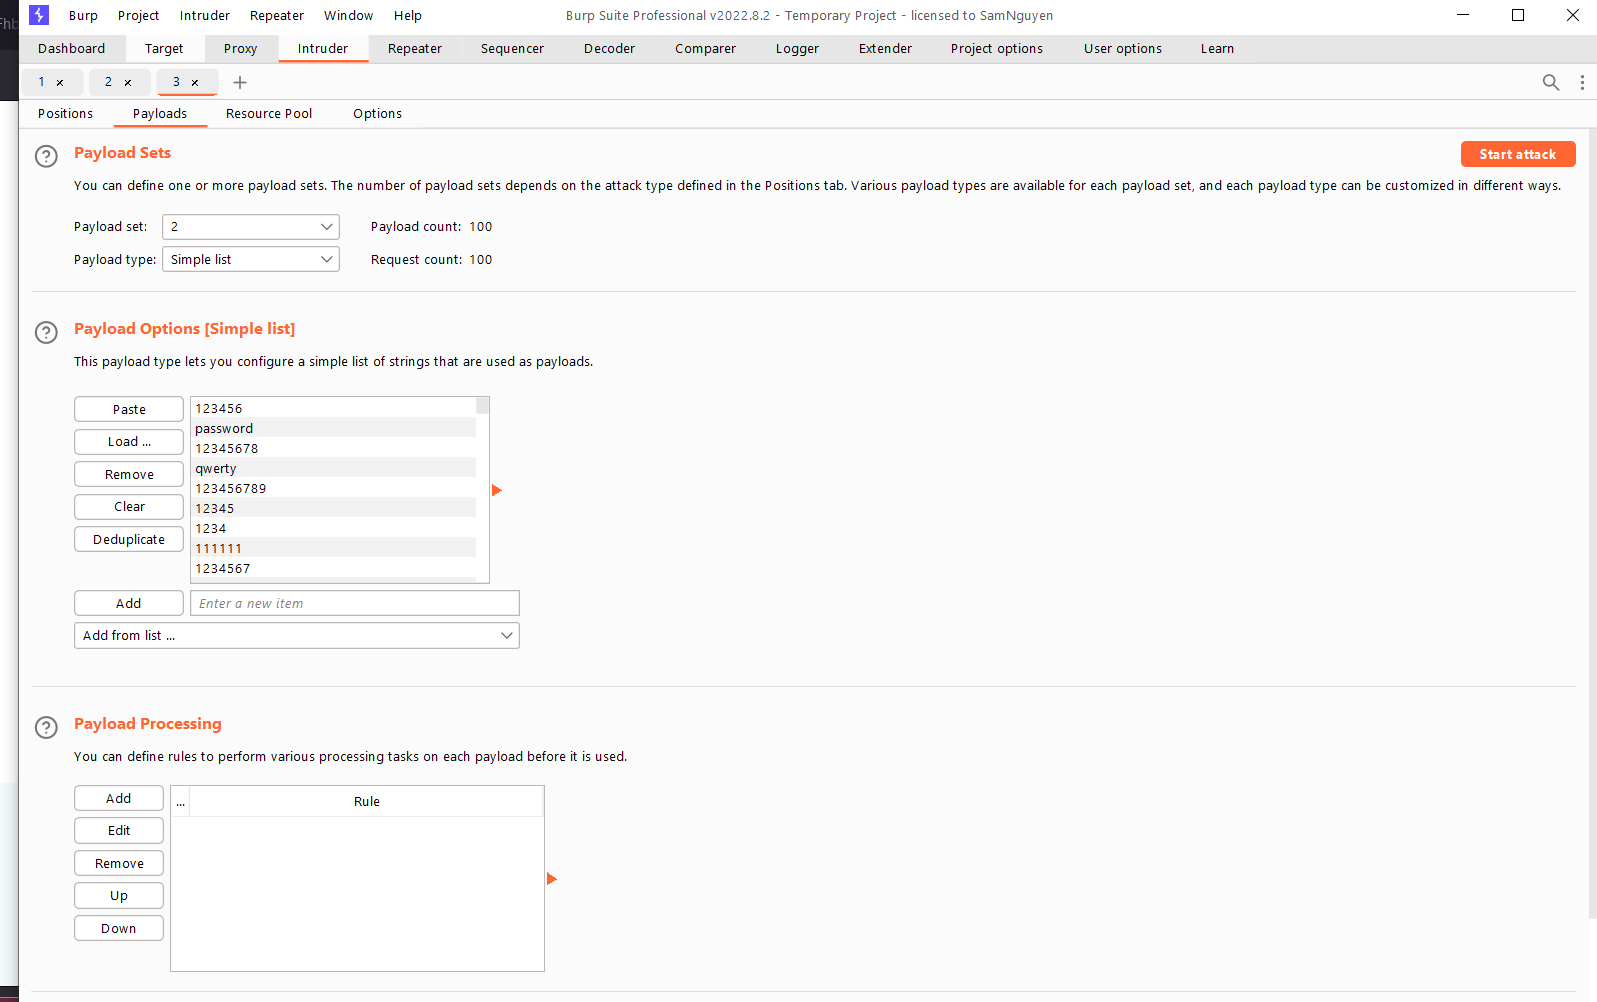 Burp Project Intruder Repeater Window Help Burp Suite Professional v2022.8.2 - Temporary Project - licensed to SamNguyen
Dashboard Target Proxy Intruder Repeater Sequencer Decoder Comparer Logger Extender Project options User options Learn
1 × 2 × 3 × +
Positions Payloads Resource Pool Options
? Payload Sets Start attack
You can define one or more payload sets. The number of payload sets depends on the attack type defined in the Positions tab. Various payload types are available for each payload set, and each payload type can be customized in different ways.
Payload set: 2 Payload count: 100
Payload type: Simple list Request count: 100
? Payload Options [Simple list]
This payload type lets you configure a simple list of strings that are used as payloads.
Paste
Load ...
Remove
Clear
Deduplicate
123456
password
12345678
qwerty
123456789
12345
1234
111111
1234567
Add Enter a new item
Add from list ...
? Payload Processing
You can define rules to perform various processing tasks on each payload before it is used.
Add
Edit
Remove
Up
Down
... Rule